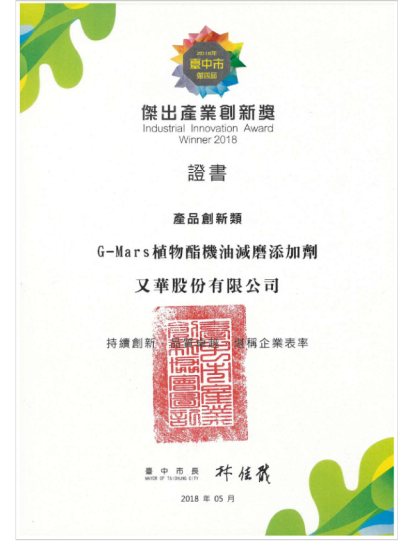 2018年
臺中市
第四屆
傑出產業創新獎
Industrial Innovation Award
Winner 2018
證書
產品創新類
G-Mars植物酯機油減磨添加劑
又華股份有限公司
持續創新 品質卓越 堪稱企業表率
臺中市長 林佳龍
MAYOR OF TAICHUNG CITY
2018 年 05 月